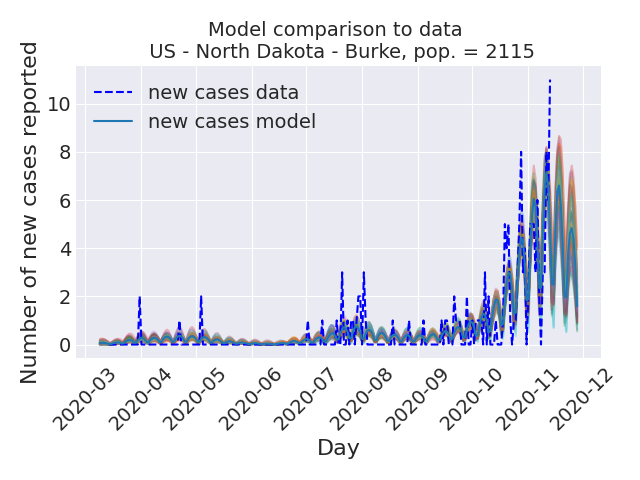 Model comparison to data
US - North Dakota - Burke, pop. = 2115
new cases data
new cases model
Number of new cases reported
10
8
6
4
2
0
2020-03
2020-04
2020-05
2020-06
2020-07
2020-08
2020-09
2020-10
2020-11
2020-12
Day